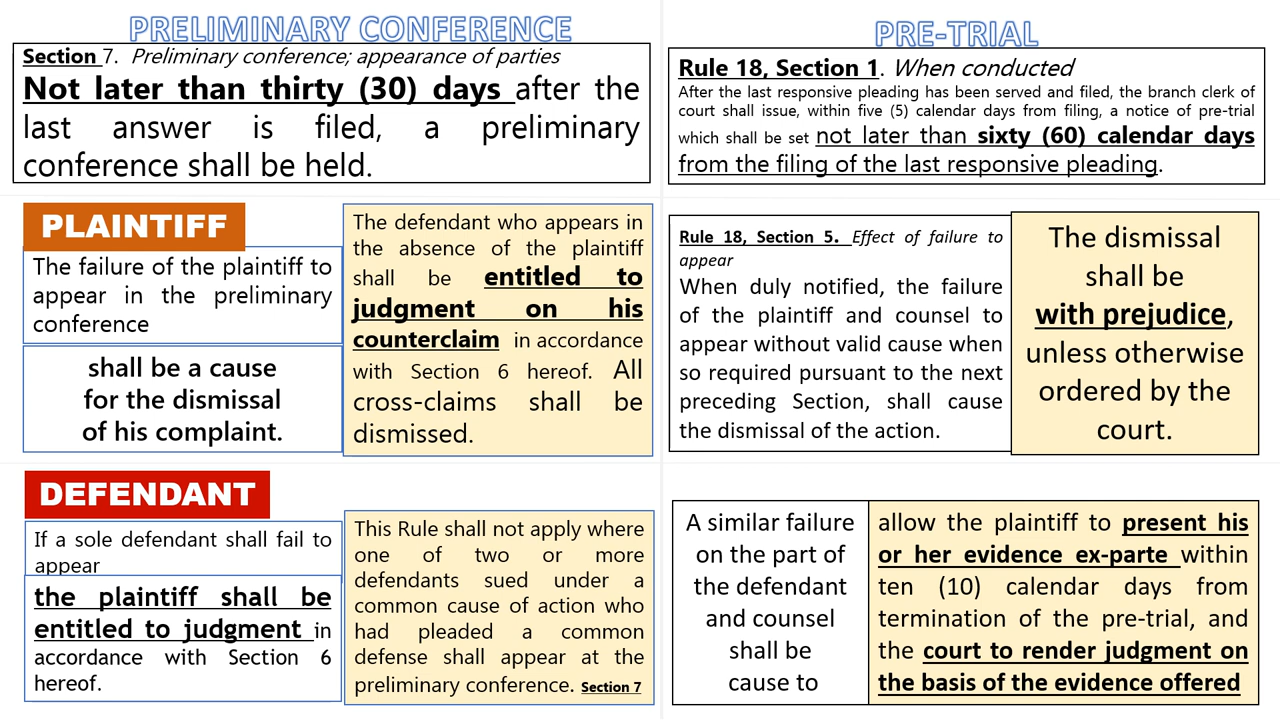 PRELIMINARY CONFERENCE
Section 7. Preliminary conference; appearance of parties
Not later than thirty (30) days after the
last answer is filed, a preliminary
conference shall be held.
PRE-TRIAL
Rule 18, Section 1. When conducted
After the last responsive pleading has been served and filed, the branch clerk of
court shall issue, within five (5) calendar days from filing, a notice of pre-trial
which shall be set not later than sixty (60) calendar days
from the filing of the last responsive pleading.
PLAINTIFF
The failure of the plaintiff to
appear in the preliminary
conference
shall be a cause
for the dismissal
of his complaint.
The defendant who appears in
the absence of the plaintiff
shall be entitled to
judgment on his
counterclaim in accordance
with Section 6 hereof. All
cross-claims shall be
dismissed.
Rule 18, Section 5. Effect of failure to
appear
When duly notified, the failure
of the plaintiff and counsel to
appear without valid cause when
so required pursuant to the next
preceding Section, shall cause
the dismissal of the action.
The dismissal
shall be
with prejudice,
unless otherwise
ordered by the
court.
DEFENDANT
If a sole defendant shall fail to
appear
the plaintiff shall be
entitled to judgment in
accordance with Section 6
hereof.
This Rule shall not apply where
one of two or more
defendants sued under a
common cause of action who
had pleaded a common
defense shall appear at the
preliminary conference. Section 7
A similar failure
on the part of
the defendant
and counsel
shall be
cause to
allow the plaintiff to present his
or her evidence ex-parte within
ten (10) calendar days from
termination of the pre-trial, and
the court to render judgment on
the basis of the evidence offered